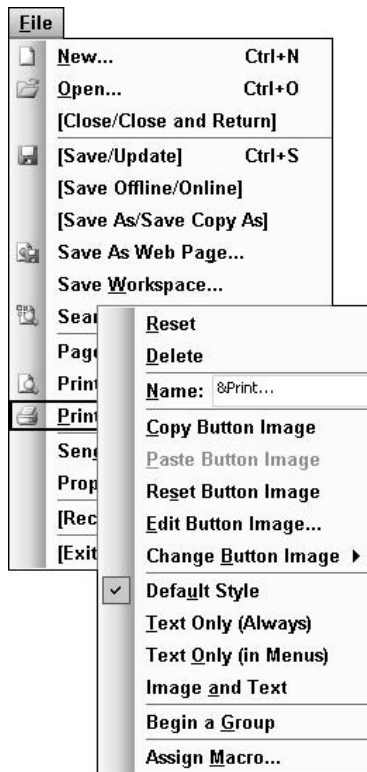 File
New... Ctrl+N
Open... Ctrl+O
[Close/Close and Return]
[Save/Update] Ctrl+S
[Save Offline/Online]
[Save As/Save Copy As]
Save As Web Page...
Save Workspace...
Sear
Page
Print
Print
Send
Prop
[Rec
[Exit
Reset
Delete
Name: &Print...
Copy Button Image
Paste Button Image
Reset Button Image
Edit Button Image...
Change Button Image
Default Style
Text Only (Always)
Text Only (in Menus)
Image and Text
Begin a Group
Assign Macro...